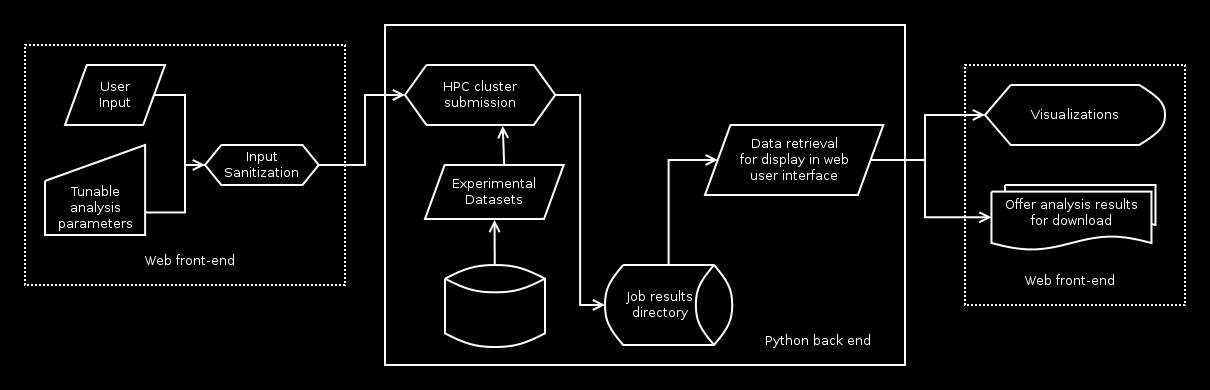 User
Input
Tunable
analysis
parameters
Input
Sanitization
Web front-end
HPC cluster
submission
Experimental
Datasets
Job results
directory
Data retrieval
for display in web
user interface
Python back end
Visualizations
Offer analysis results
for download
Web front-end